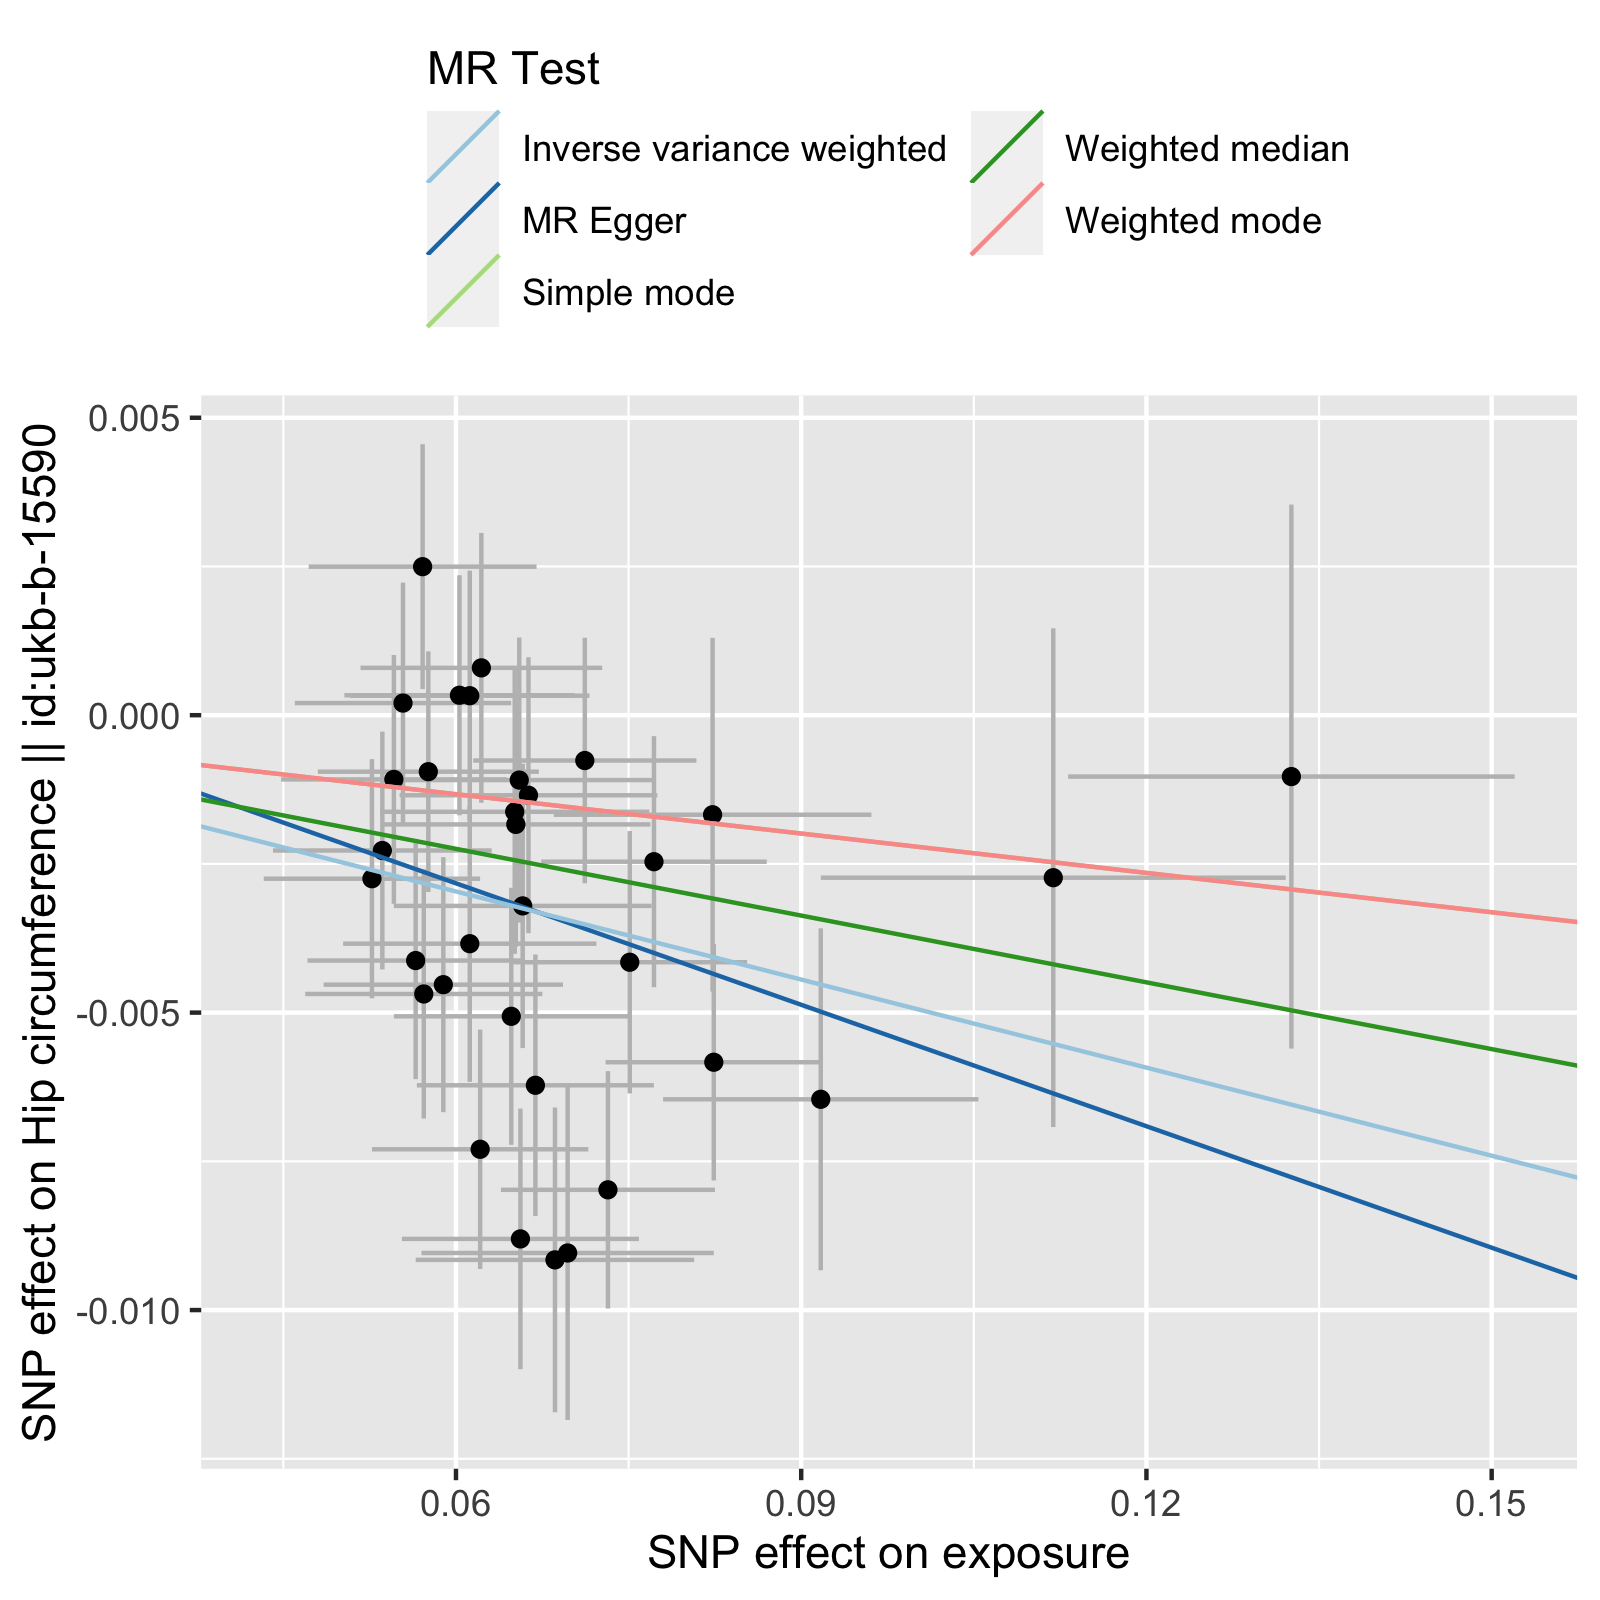 MR Test
Inverse variance weighted
MR Egger
Simple mode
Weighted median
Weighted mode
SNP effect on Hip circumference || id:ukb-b-15590
0.005
0.000
-0.005
-0.010
0.06
0.09
0.12
0.15
SNP effect on exposure